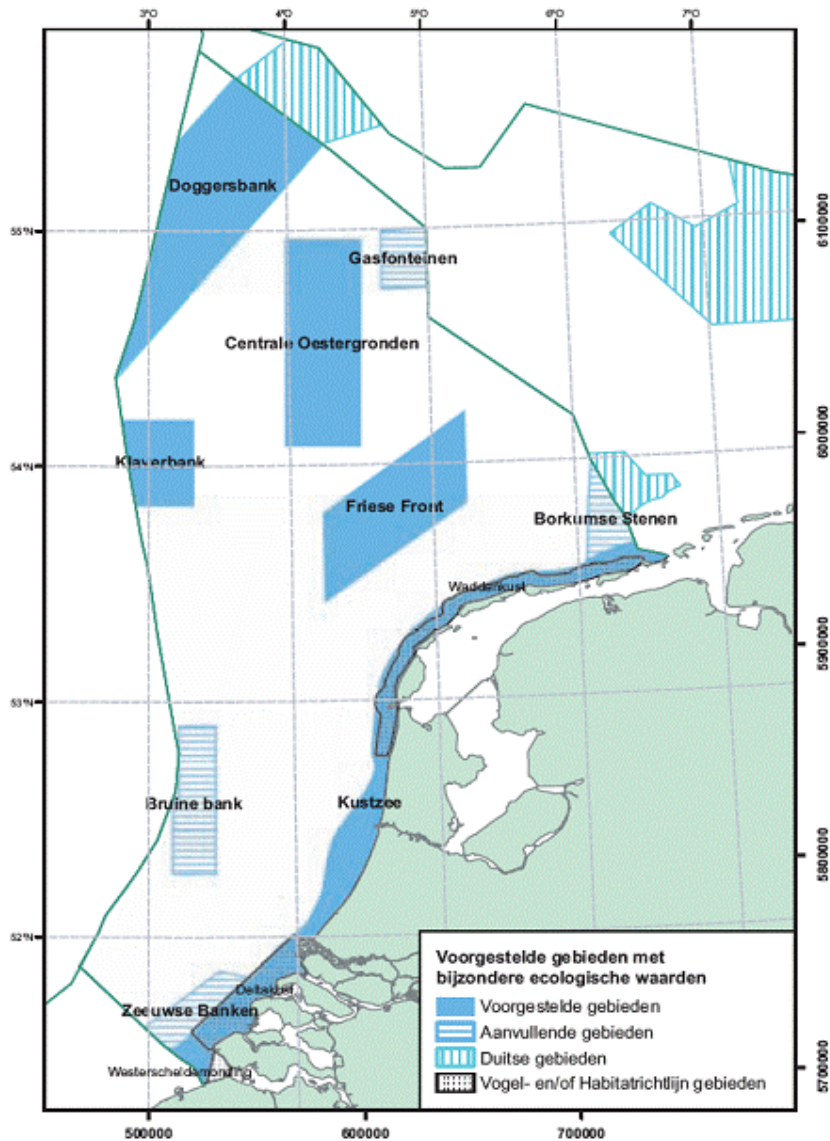 3°O 4°O 5°O 6°O 7°O
Doggersbank
6100000
55°N
Gasfonteinen
Centrale Oestergronden
6000000
Klaverbank
54°N
Friese Front
Borkumse Stenen
Waddenkust
5900000
53°N
Bruine bank
Kustzee
5800000
52°N
Voorgestelde gebieden met
bijzondere ecologische waarden
Voorgestelde gebieden
Aanvullende gebieden
Duitse gebieden
Vogel- en/of Habitatrichtlijn gebieden
Deltakust
Zeeuwse Banken
Westerscheldemonding
5700000
500000 600000 700000